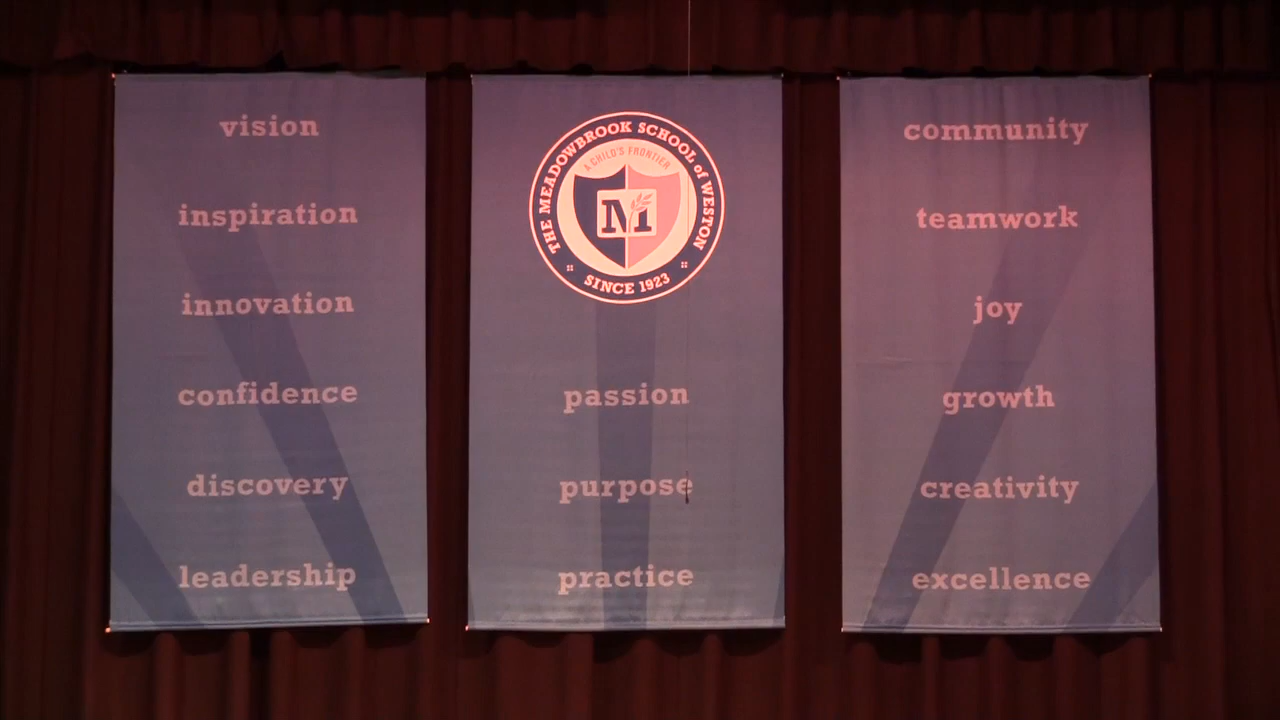 vision
inspiration
innovation
confidence
discovery
leadership
THE MEADOWBROOK SCHOOL of WESTON
A CHILD'S FRONTIER
M
SINCE 1923
passion
purpose
practice
community
teamwork
joy
growth
creativity
excellence